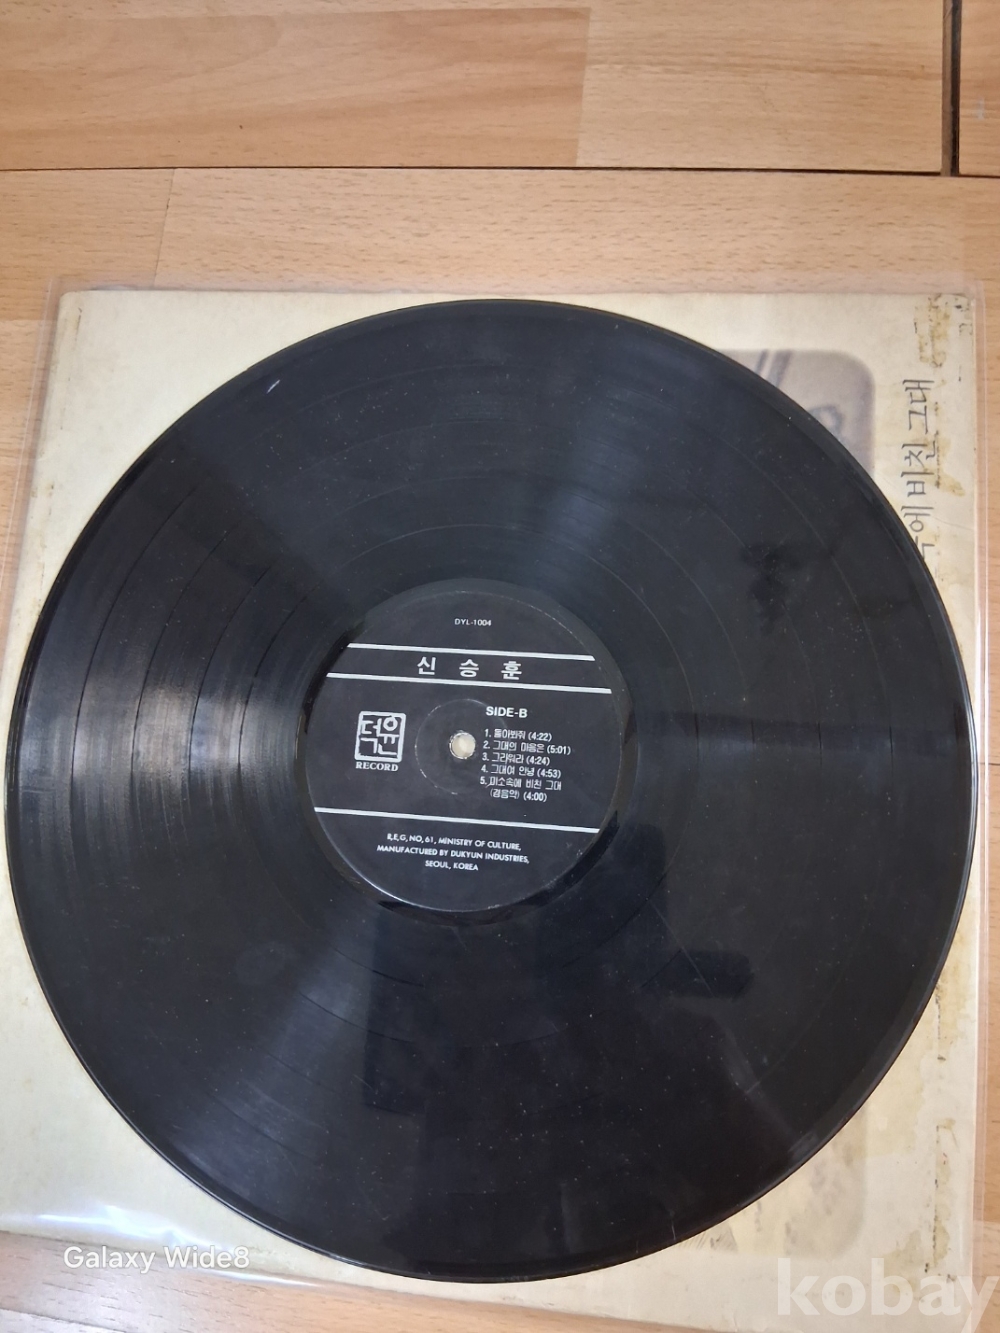 에 비친 그대
DYL-1004
신승훈
SIDE-B
덕윤
RECORD
1. 돌아봐줘 (4:22)
2. 그대의 마음은 (5:01)
3. 그라워리 (4:24)
4. 그대여 안녕 (4:53)
5. 미소속에 비친 그대
(경음악) (4:00)
R.E.G. NO, 61, MINISTRY OF CULTURE,
MANUFACTURED BY DUKYUN INDUSTRIES,
SEOUL, KOREA
Galaxy Wide8
kobay